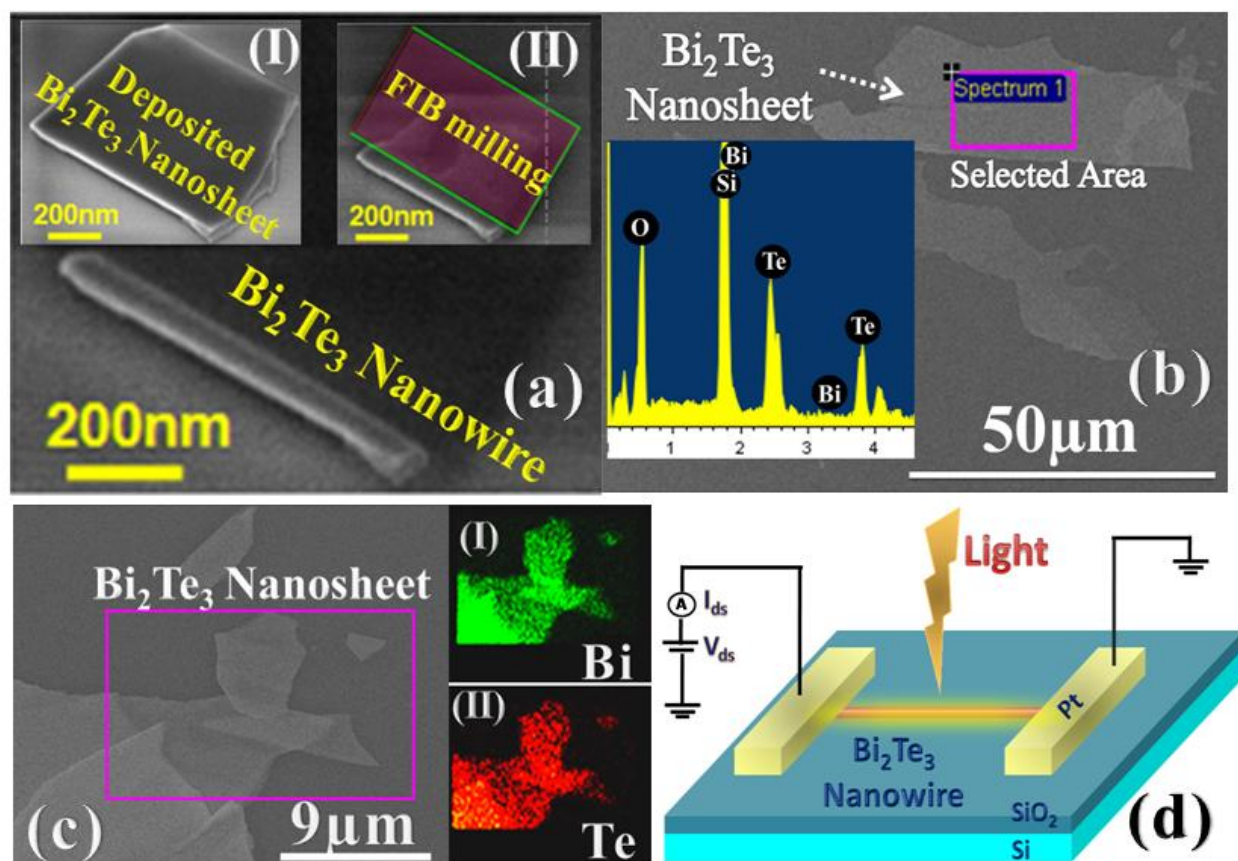 (I)
Deposited
Bi₂Te₃ Nanosheet
200nm
(II)
FIB milling
200nm
Bi₂Te₃ Nanowire
200nm
(a)
Bi₂Te₃
Nanosheet
Spectrum 1
Selected Area
Bi
Si
O
Te
Te
Bi
1
2
3
4
(b)
50μm
Bi₂Te₃ Nanosheet
(c)
9μm
(I)
Bi
(II)
Te
Light
A
I_ds
V_ds
Pt
Bi₂Te₃
Nanowire
SiO₂
Si
(d)